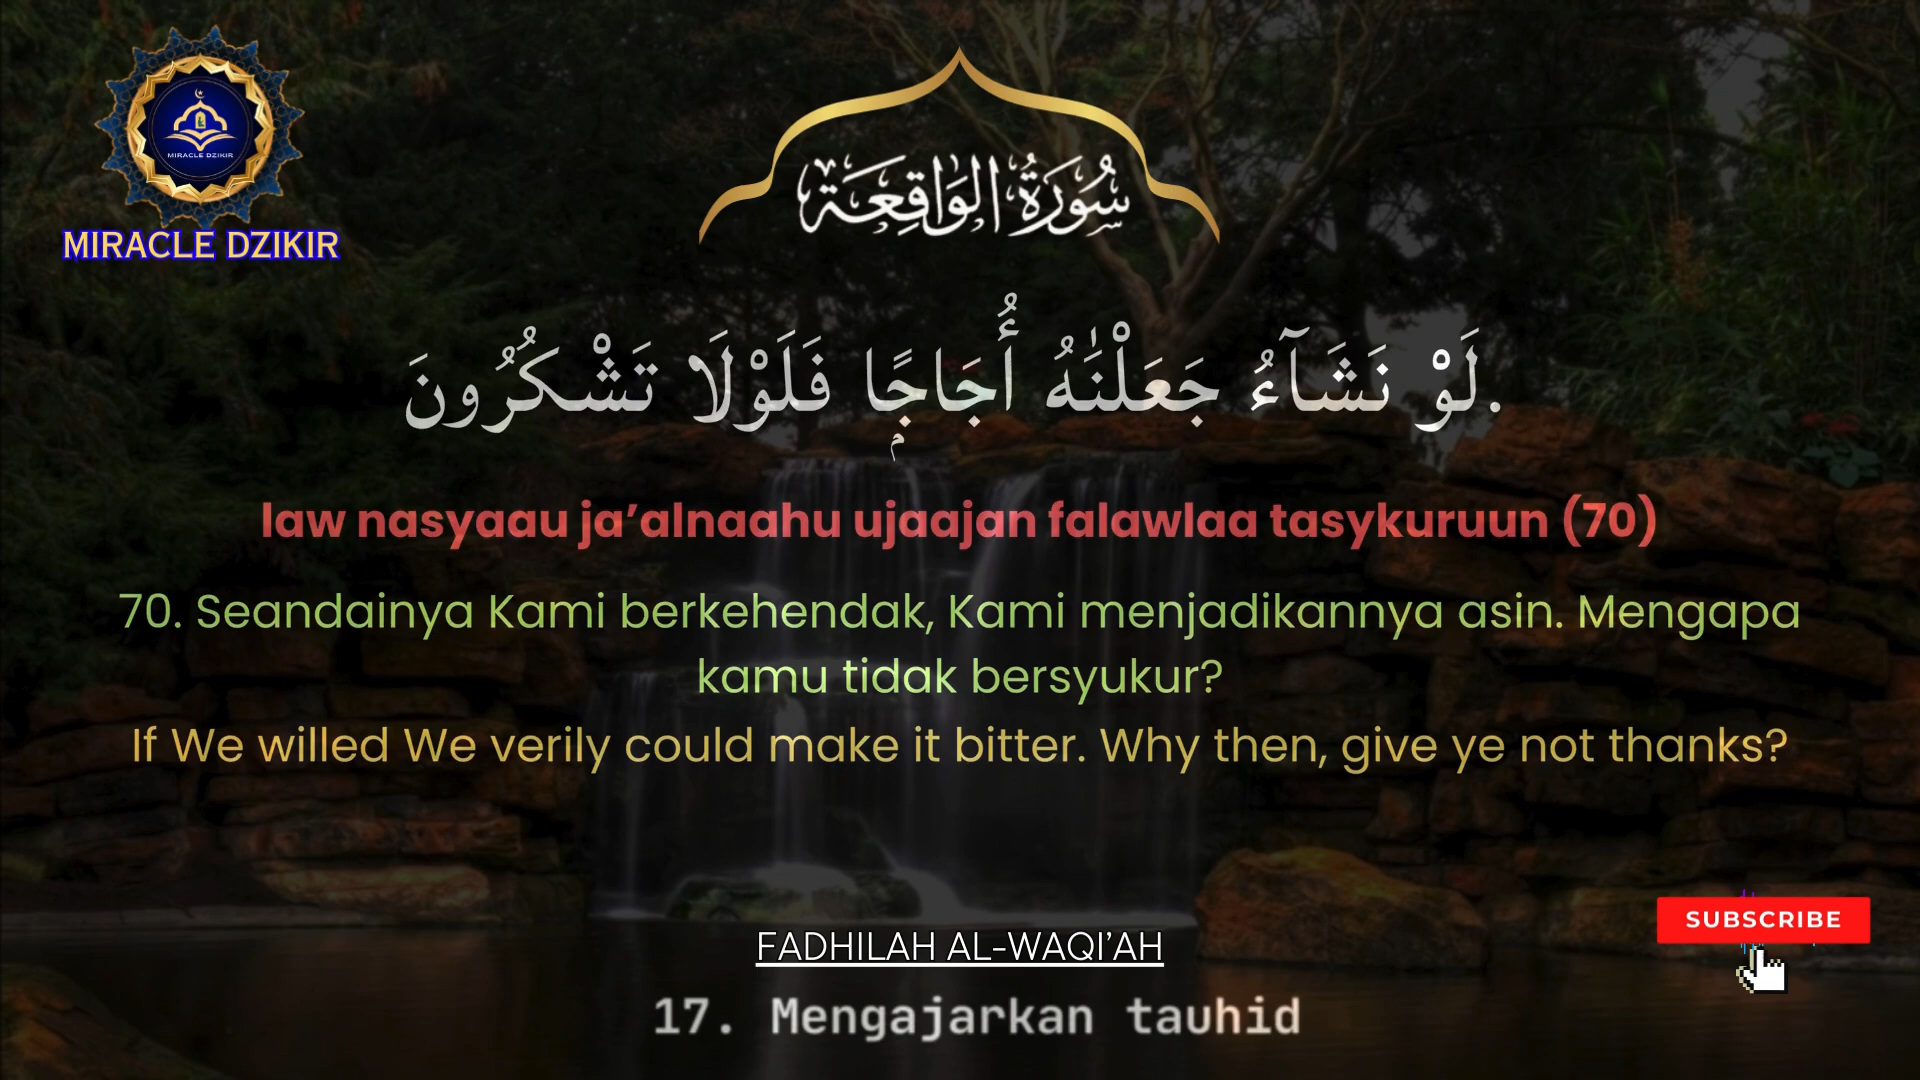 MIRACLE DZIKIR
MIRACLE DZIKIR
سُورَةُ الوَاقِعَة
لَوْ نَشَاۤءُ جَعَلْنٰهُ أُجَاجًاۭ فَلَوْلَا تَشْكُرُونَ.
law nasyaau ja’alnaahu ujaajan falawlaa tasykuruun (70)
70. Seandainya Kami berkehendak, Kami menjadikannya asin. Mengapa
kamu tidak bersyukur?
If We willed We verily could make it bitter. Why then, give ye not thanks?
SUBSCRIBE
FADHILAH AL-WAQI’AH
17. Mengajarkan tauhid